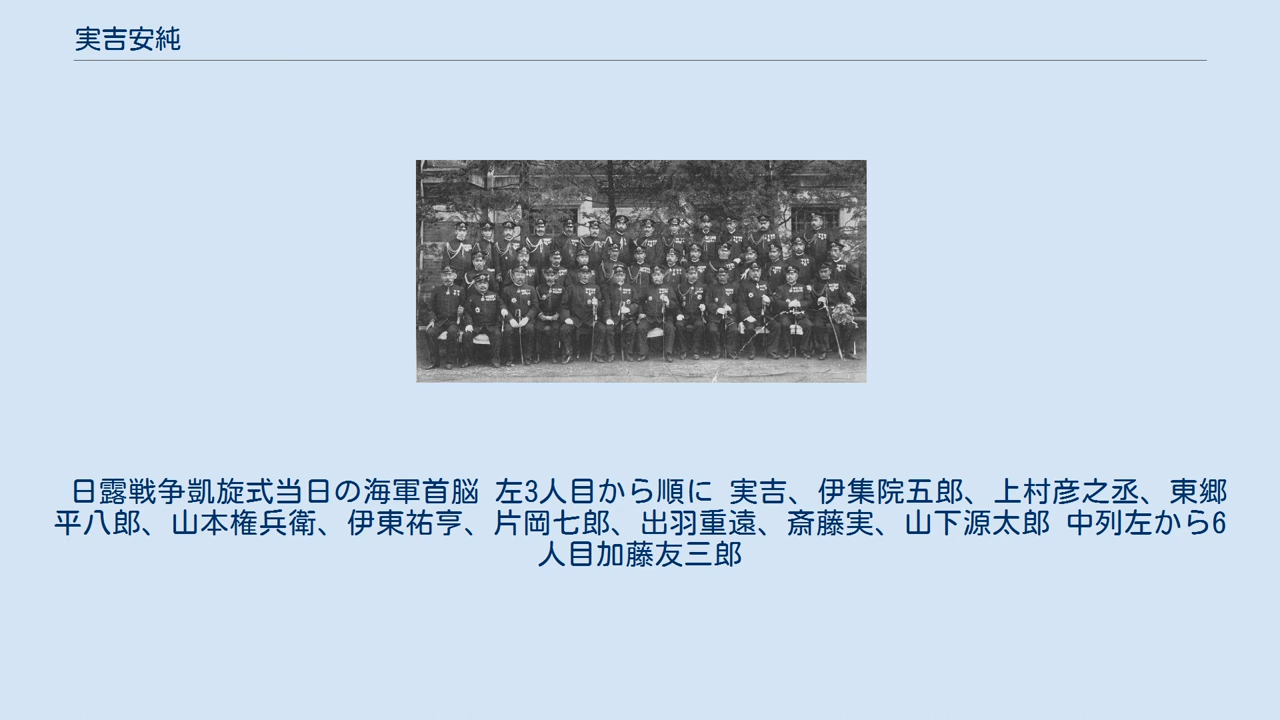 実吉安純
日露戦争凱旋式当日の海軍首脳 左3人目から順に 実吉、伊集院五郎、上村彦之丞、東郷
平八郎、山本権兵衛、伊東祐亨、片岡七郎、出羽重遠、斎藤実、山下源太郎 中列左から6
人目加藤友三郎